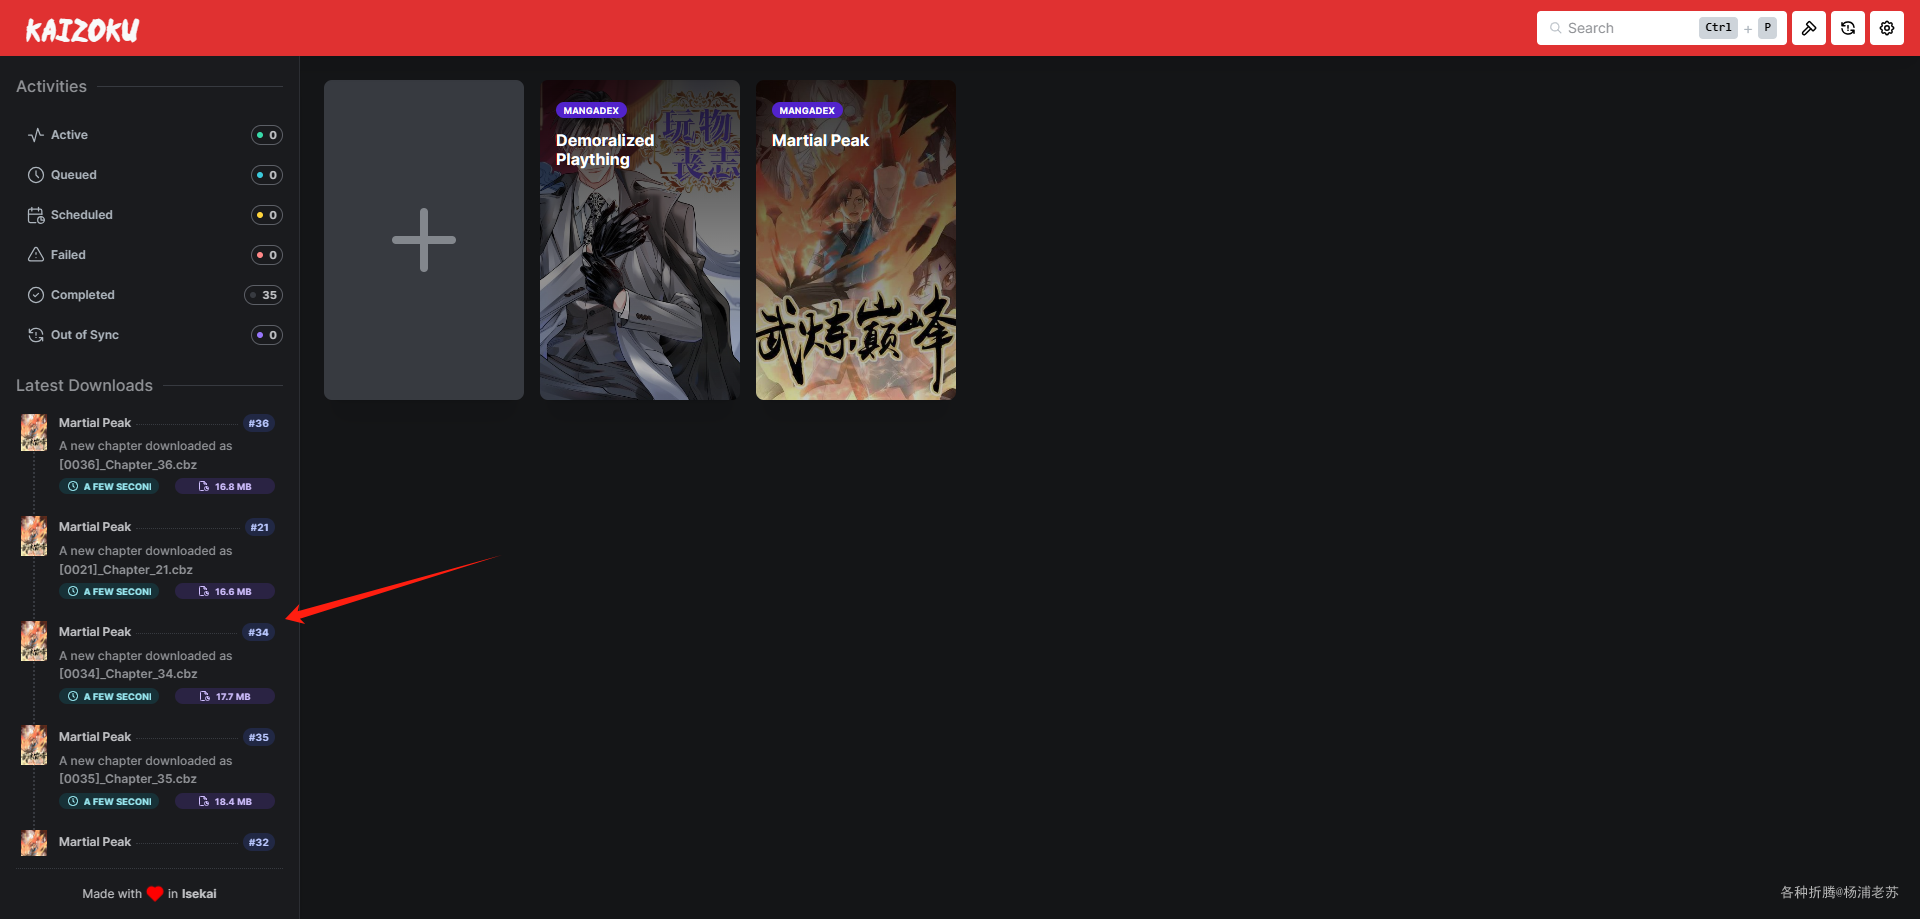 KAIZOKU
Search
Ctrl + P
Activities
Active 0
Queued 0
Scheduled 0
Failed 0
Completed 35
Out of Sync 0
Latest Downloads
Martial Peak #36
A new chapter downloaded as
[0036]_Chapter_36.cbz
A FEW SECON 16.8 MB
Martial Peak #21
A new chapter downloaded as
[0021]_Chapter_21.cbz
A FEW SECON 16.6 MB
Martial Peak #34
A new chapter downloaded as
[0034]_Chapter_34.cbz
A FEW SECON 17.7 MB
Martial Peak #35
A new chapter downloaded as
[0035]_Chapter_35.cbz
A FEW SECON 18.4 MB
Martial Peak #32
Made with in Isekai
MANGADEX
Demoralized
Plaything
玩物
丧志
MANGADEX
Martial Peak
武炼巅峰
各种折腾@杨浦老苏